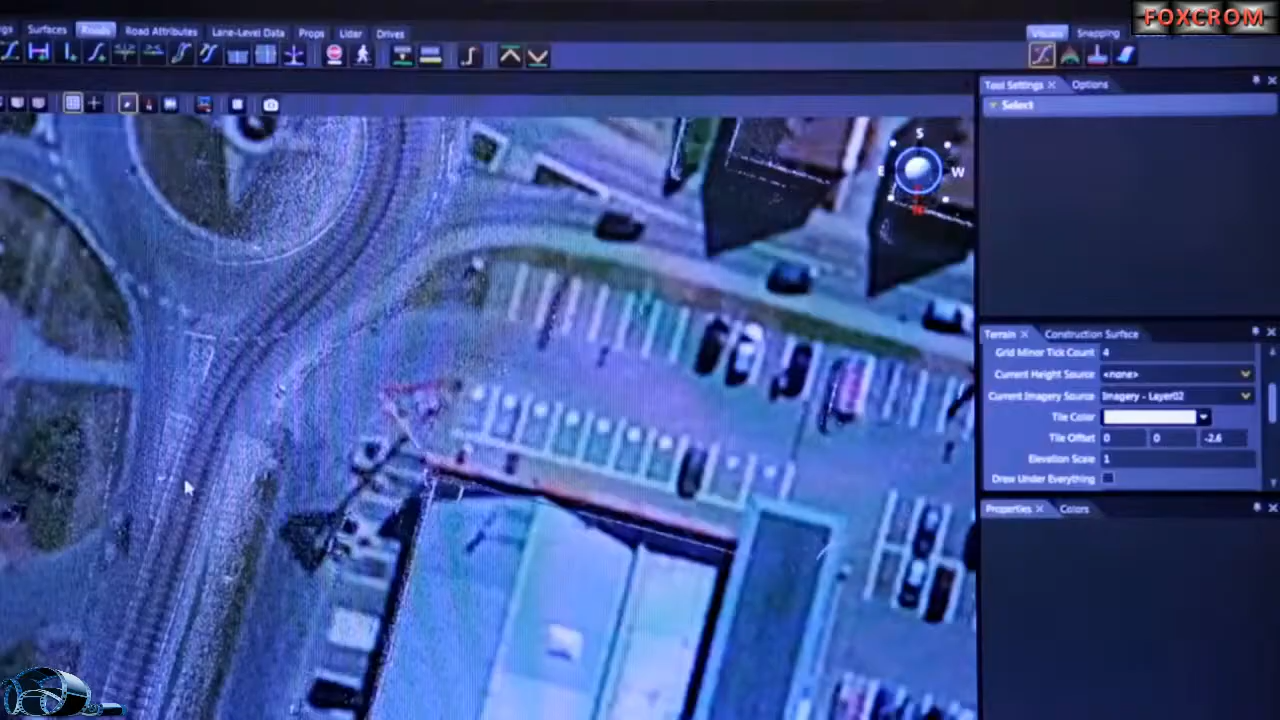 FOXCROM
gs Surfaces Roads Road Attributes Lane-Level Data Props Lidar Drives
Visuals Snapping
Tool Settings Options
Select
S
E W
Terrain Construction Surface
Grid Minor Tick Count 4
Current Height Source <none>
Current Imagery Source Imagery - Layer02
Tile Color
Tile Offset 0 0 -2.6
Elevation Scale 1
Draw Under Everything
Properties Colors